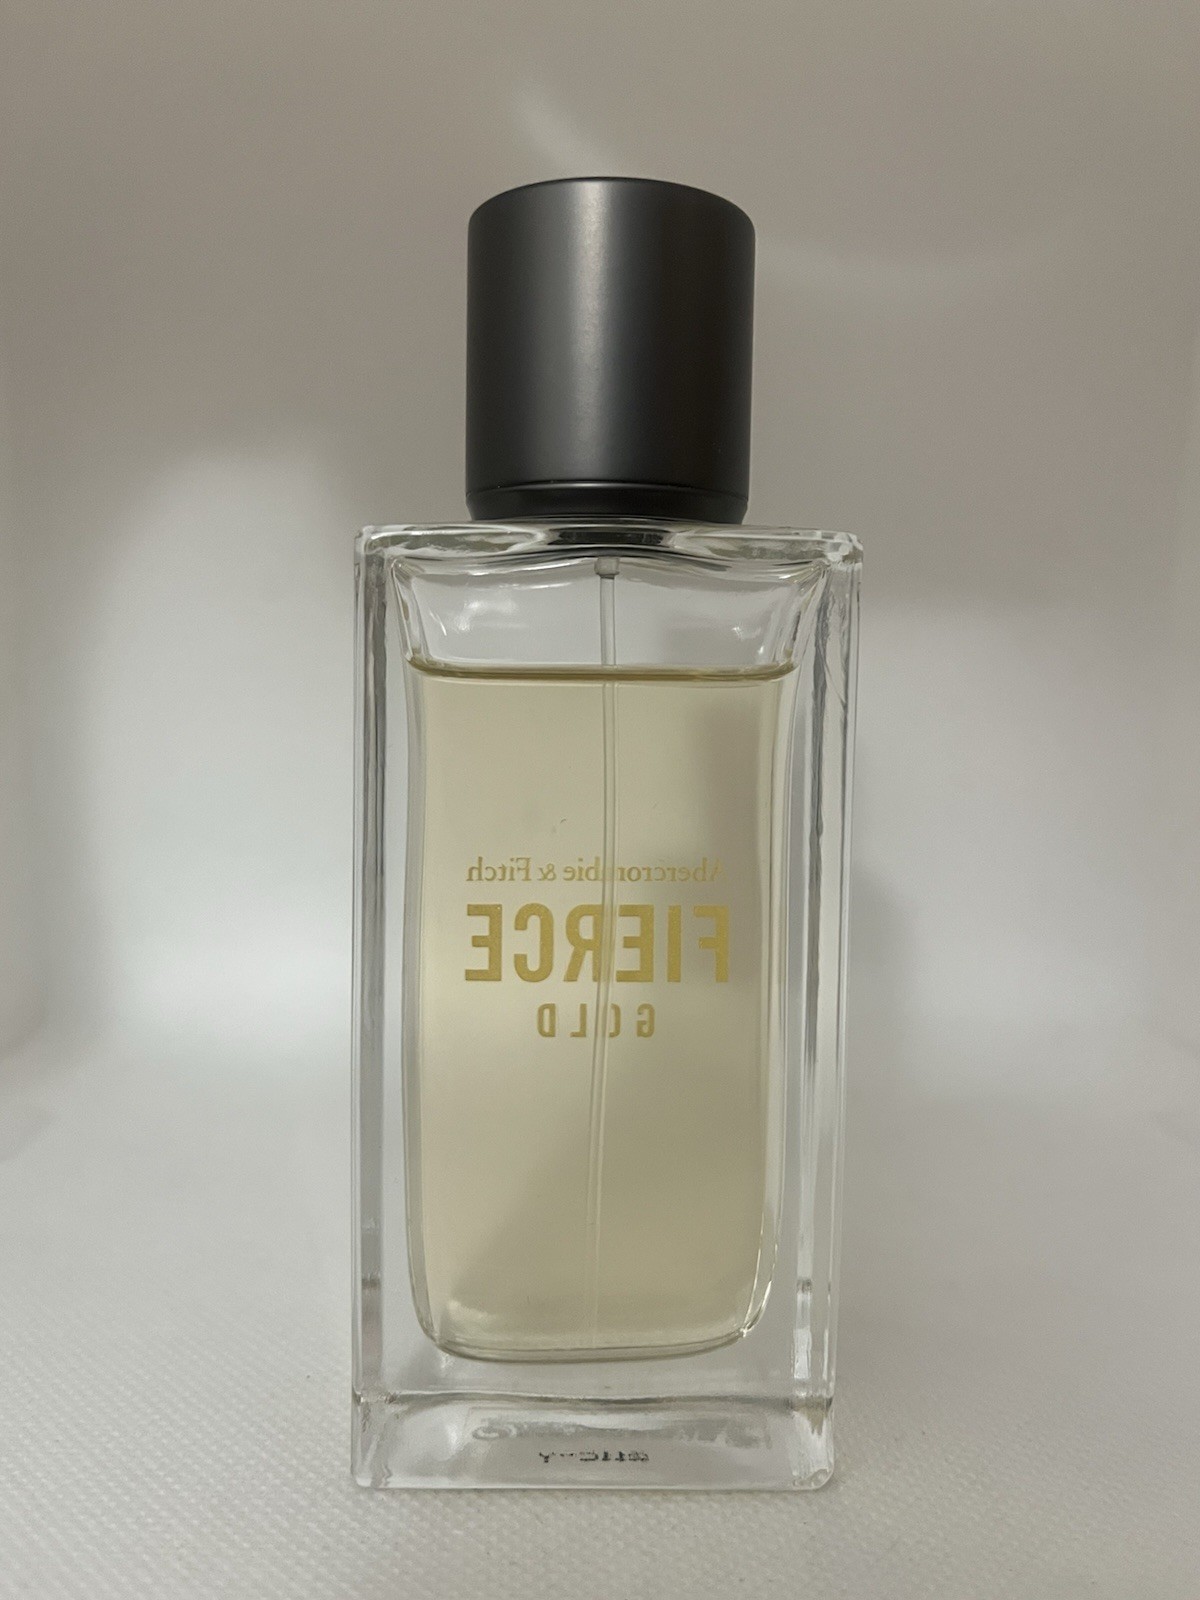 Abercrombie & Fitch
FIERCE
GOLD